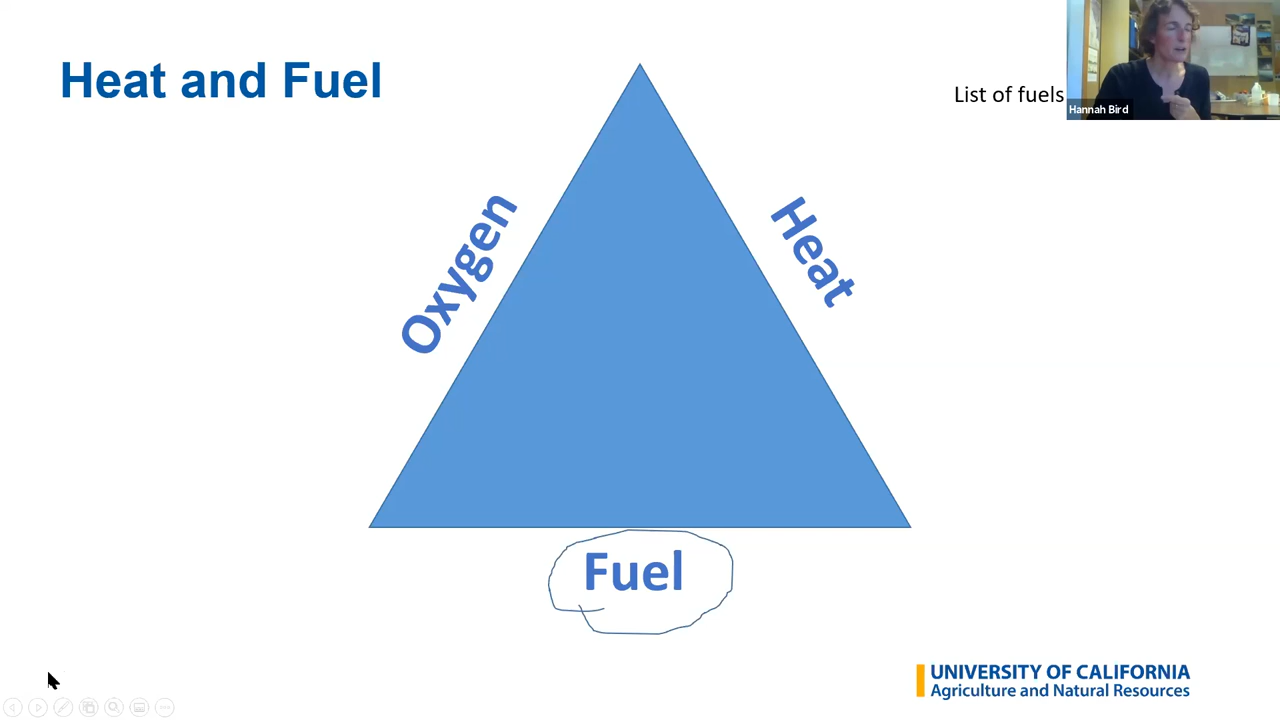 Heat and Fuel
List of fuels
Hannah Bird
Oxygen
Heat
Fuel
UNIVERSITY OF CALIFORNIA
Agriculture and Natural Resources